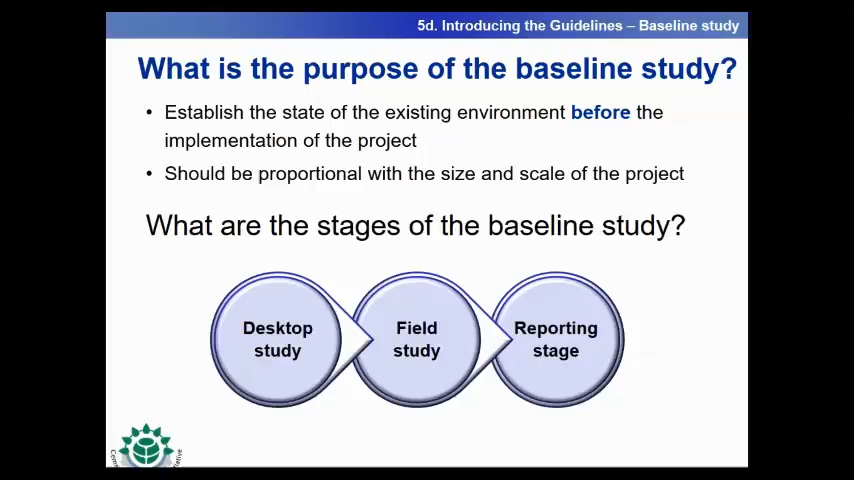 5d. Introducing the Guidelines – Baseline study
What is the purpose of the baseline study?
• Establish the state of the existing environment before the
implementation of the project
• Should be proportional with the size and scale of the project
What are the stages of the baseline study?
Desktop
study
Field
study
Reporting
stage